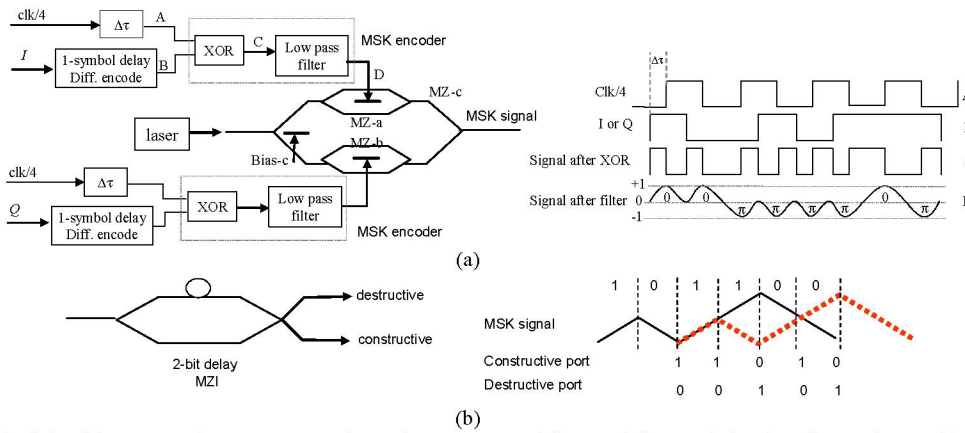 clk/4
Δτ
A
I
1-symbol delay
Diff. encode
B
XOR
C
Low pass
filter
MSK encoder
D
MZ-c
MZ-a
MSK signal
laser
MZ-b
Bias-c
clk/4
Δτ
Q
1-symbol delay
Diff. encode
XOR
Low pass
filter
MSK encoder
Δτ
Clk/4
I or Q
Signal after XOR
Signal after filter
+1
0
-1
0 0 π π π π 0 π
(a)
destructive
constructive
2-bit delay
MZI
1 0 1 1 0 0
MSK signal
Constructive port
1 1 0 1 0
Destructive port
0 0 1 0 1
(b)